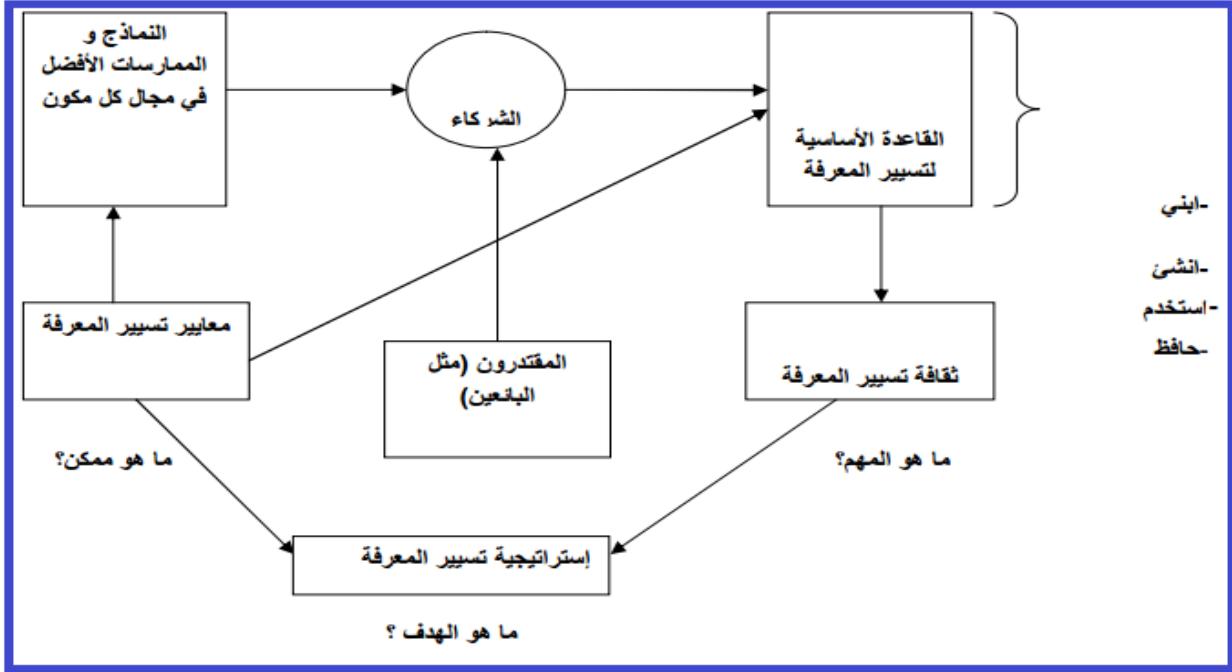 النماذج و
الممارسات الأفضل
في مجال كل مكون
الشركاء
القاعدة الأساسية
لتسيير المعرفة
-ابني
-انشئ
-استخدم
-حافظ
معايير تسيير المعرفة
المقتدرون (مثل
البائعين)
ثقافة تسيير المعرفة
ما هو ممكن؟
ما هو المهم؟
إستراتيجية تسيير المعرفة
ما هو الهدف ؟